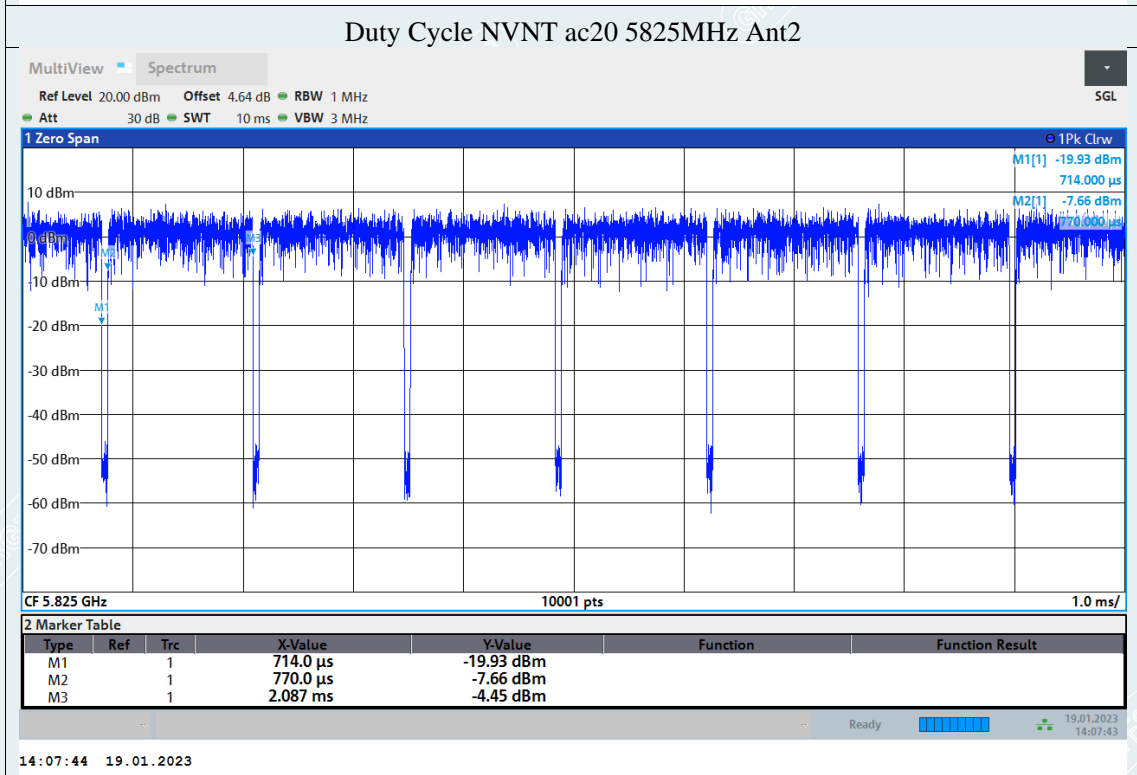 Duty Cycle NVNT ac20 5825MHz Ant2
MultiView Spectrum
Ref Level 20.00 dBm Offset 4.64 dB RBW 1 MHz
SGL
Att 30 dB SWT 10 ms VBW 3 MHz
1 Zero Span 1Pk Clrw
M1[1] -19.93 dBm
714.000 µs
10 dBm
M2[1] -7.66 dBm
770.000 µs
0 dBm
M3
M2
-10 dBm
M1
-20 dBm
-30 dBm
-40 dBm
-50 dBm
-60 dBm
-70 dBm
CF 5.825 GHz 10001 pts 1.0 ms/
2 Marker Table
Type Ref Trc X-Value Y-Value Function Function Result
M1 1 714.0 µs -19.93 dBm
M2 1 770.0 µs -7.66 dBm
M3 1 2.087 ms -4.45 dBm
Ready 19.01.2023
14:07:43
14:07:44 19.01.2023